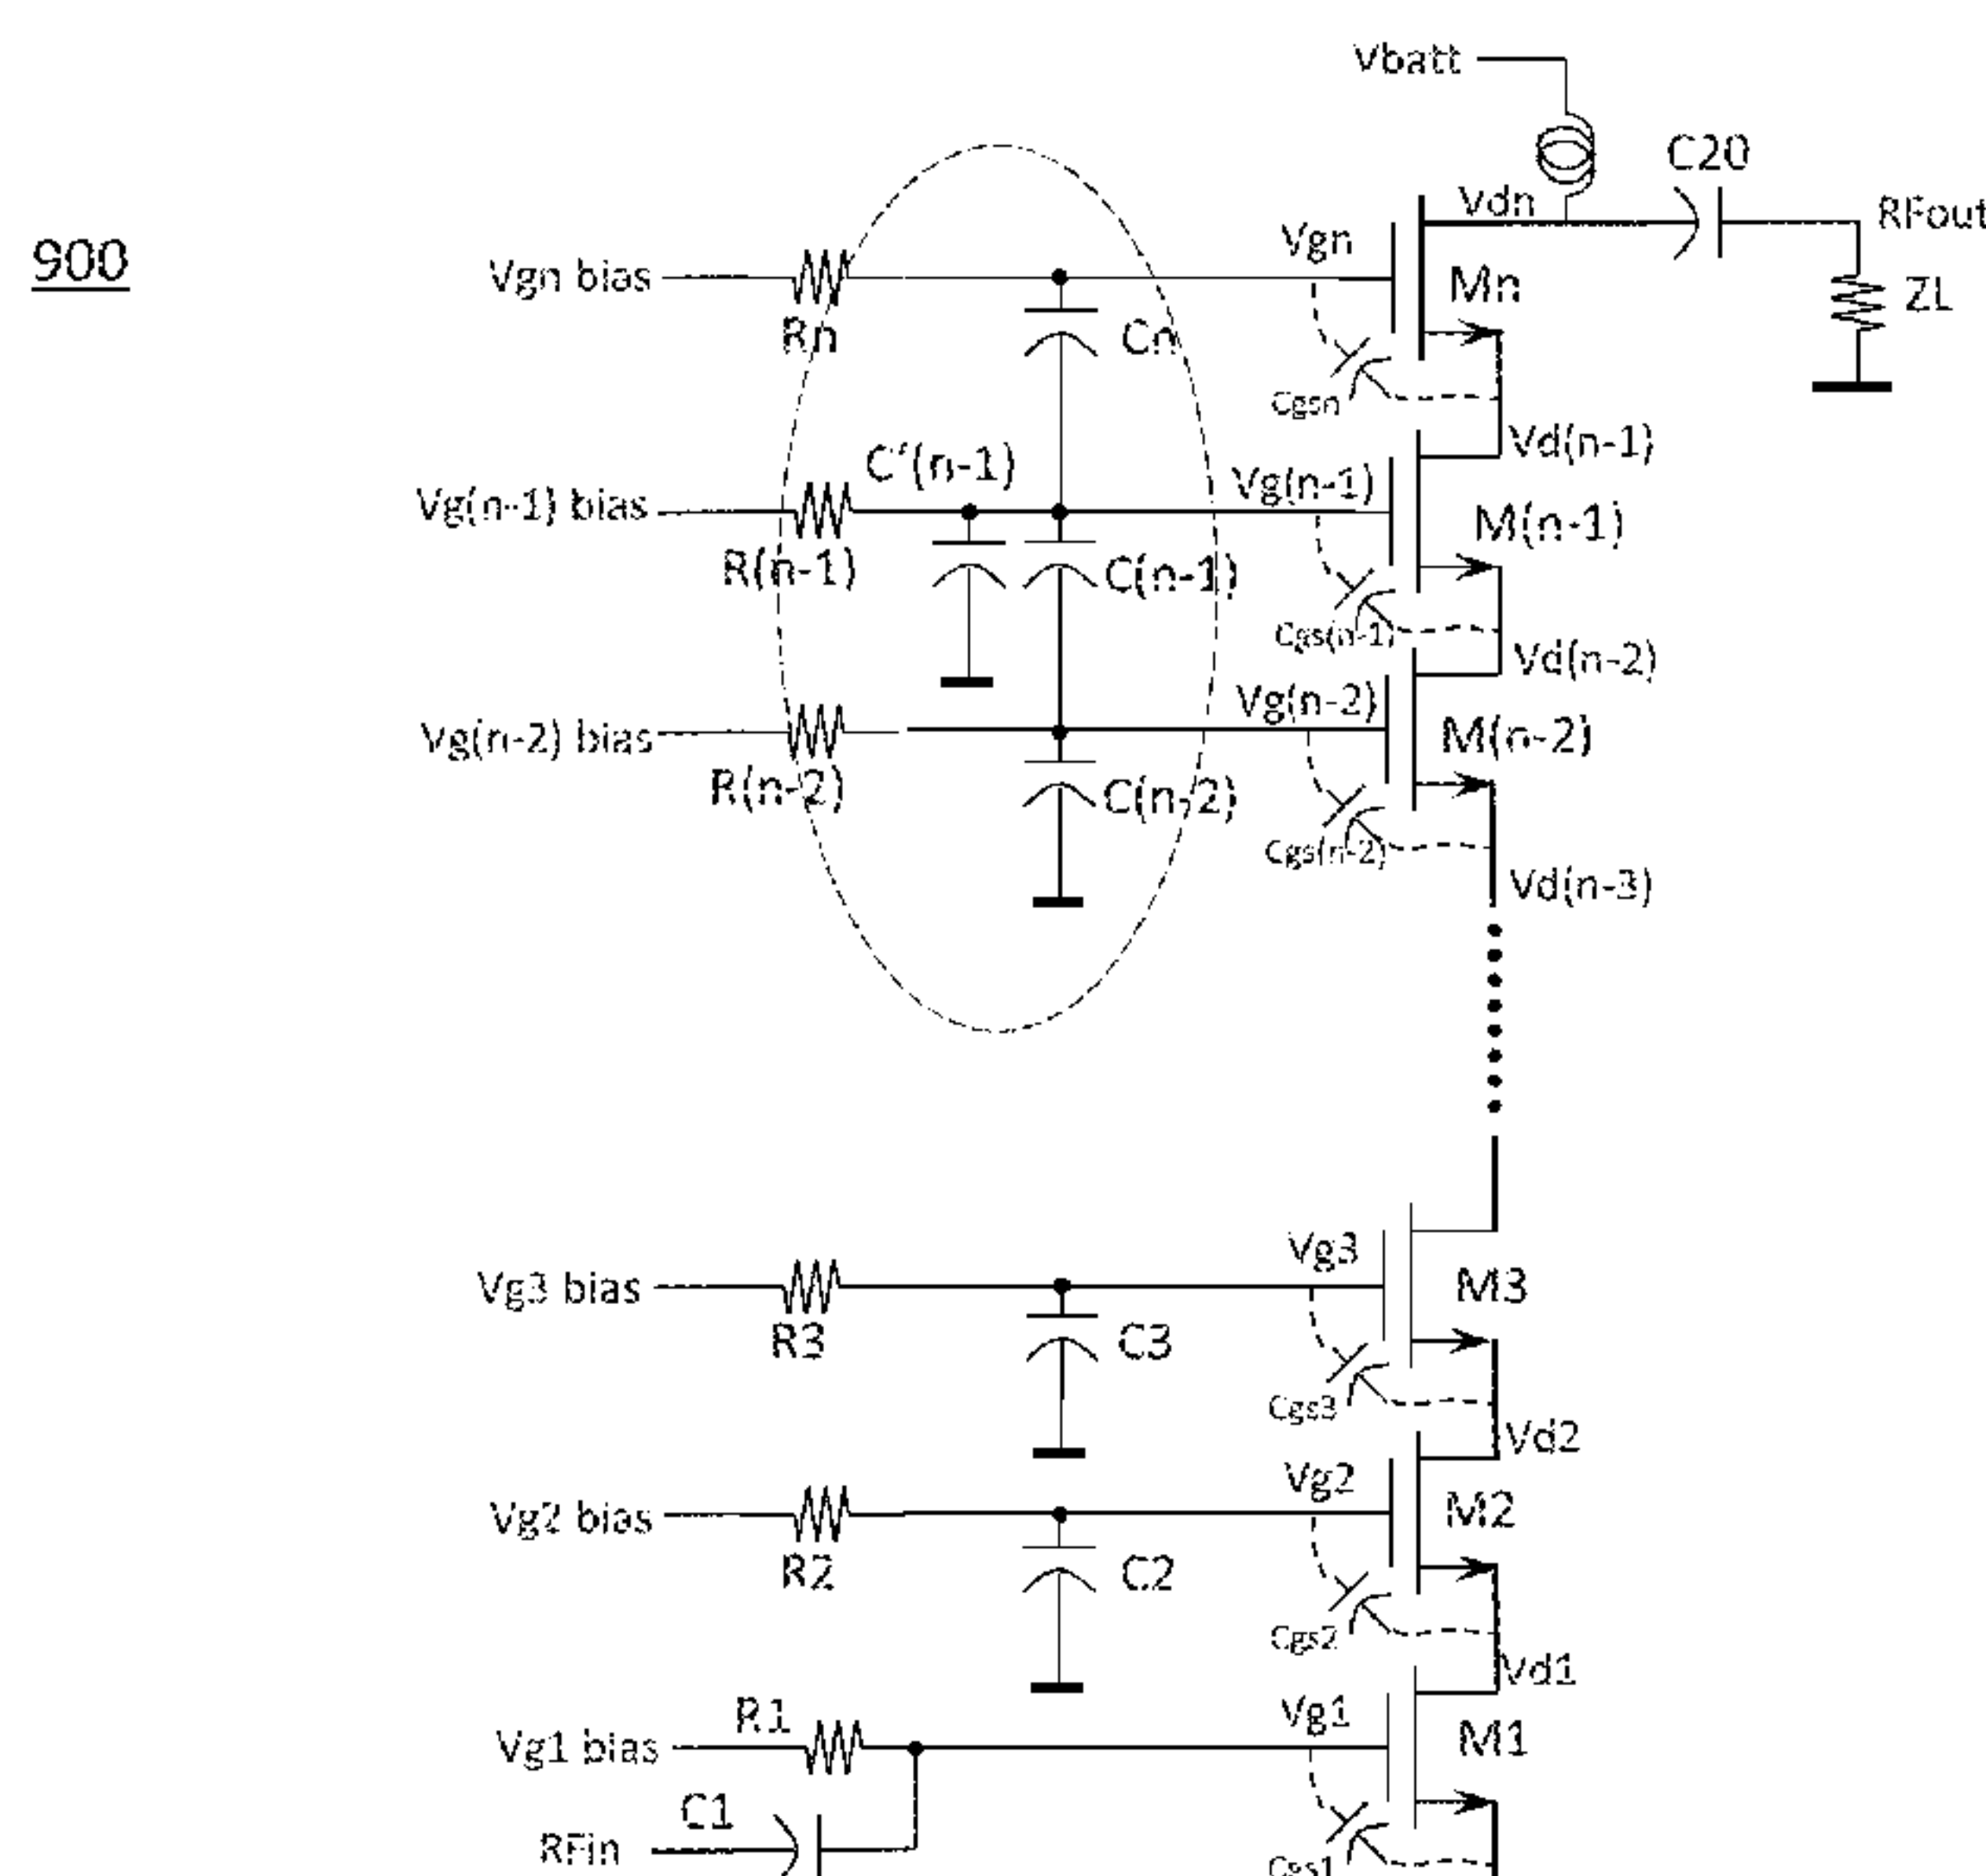 Vbatt
C20
Vdn
RFout
900
Vgn
Vgn bias
Mn
ZL
Rn
Cn
Cgsn
Vd(n-1)
C'(n-1)
Vg(n-1)
Vg(n-1) bias
M(n-1)
R(n-1)
C(n-1)
Cgs(n-1)
Vd(n-2)
Vg(n-2)
Vg(n-2) bias
M(n-2)
R(n-2)
C(n-2)
Cgs(n-2)
Vd(n-3)
Vg3
Vg3 bias
M3
R3
C3
Cgs3
Vd2
Vg2
Vg2 bias
M2
R2
C2
Cgs2
Vd1
R1
Vg1
Vg1 bias
M1
C1
RFin
Cgs1